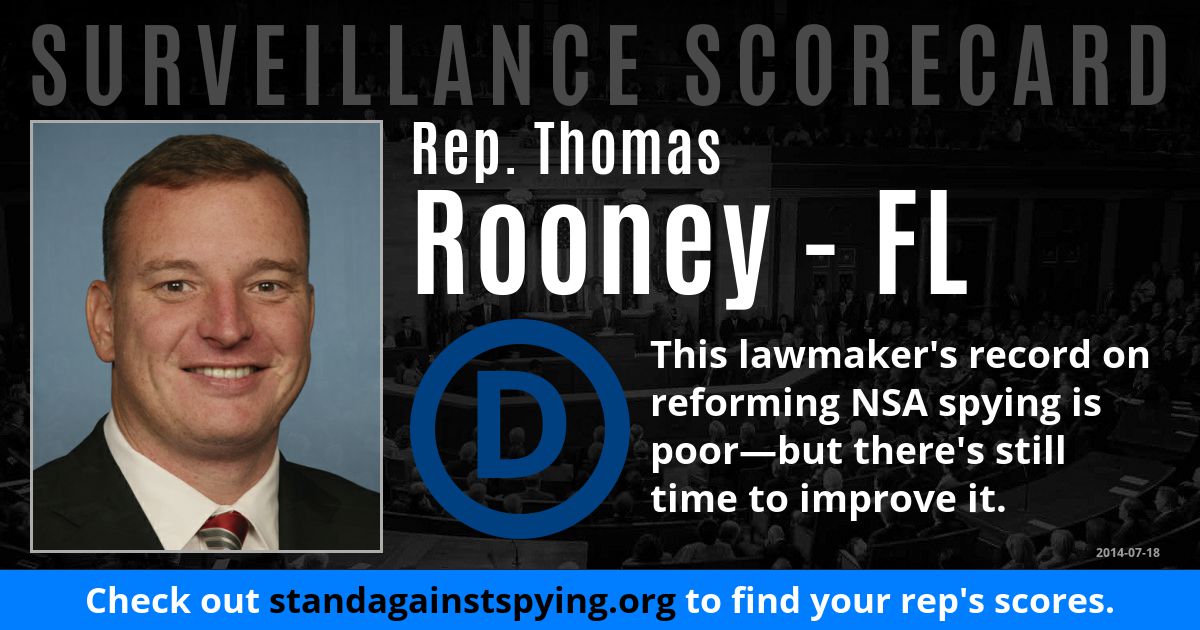 SURVEILLANCE SCORECARD
Rep. Thomas
Rooney - FL
D
This lawmaker's record on
reforming NSA spying is
poor—but there's still
time to improve it.
2014-07-18
Check out standagainstspying.org to find your rep's scores.